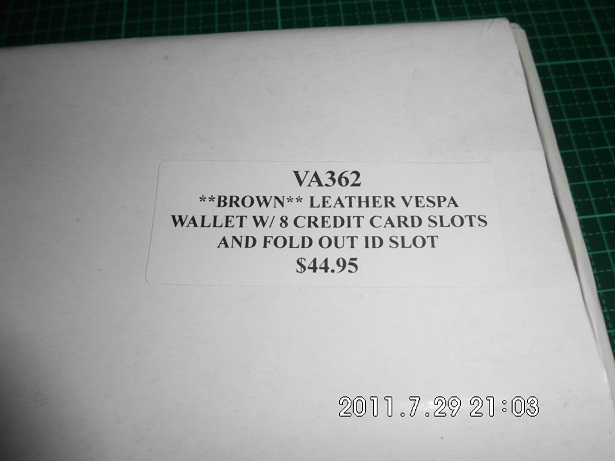 VA362
**BROWN** LEATHER VESPA
WALLET W/ 8 CREDIT CARD SLOTS
AND FOLD OUT ID SLOT
$44.95
2011.7.29 21:03